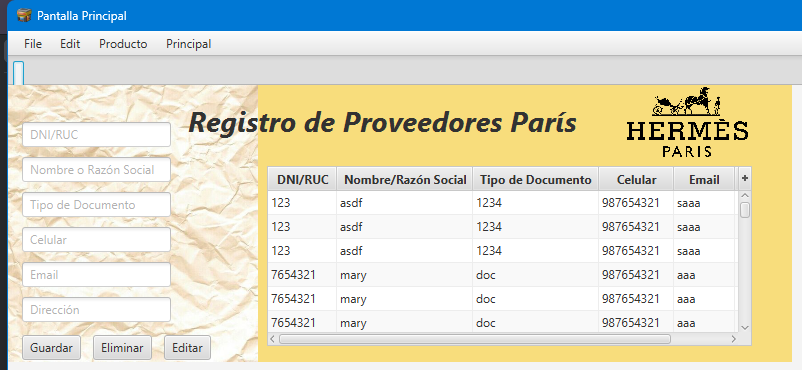 Pantalla Principal
File Edit Producto Principal
Registro de Proveedores París
HERMÈS
PARIS
DNI/RUC
Nombre o Razón Social
Tipo de Documento
Celular
Email
Dirección
Guardar Eliminar Editar
DNI/RUC Nombre/Razón Social Tipo de Documento Celular Email +
123 asdf 1234 987654321 saaa
123 asdf 1234 987654321 saaa
123 asdf 1234 987654321 saaa
7654321 mary doc 987654321 aaa
7654321 mary doc 987654321 aaa
7654321 mary doc 987654321 aaa